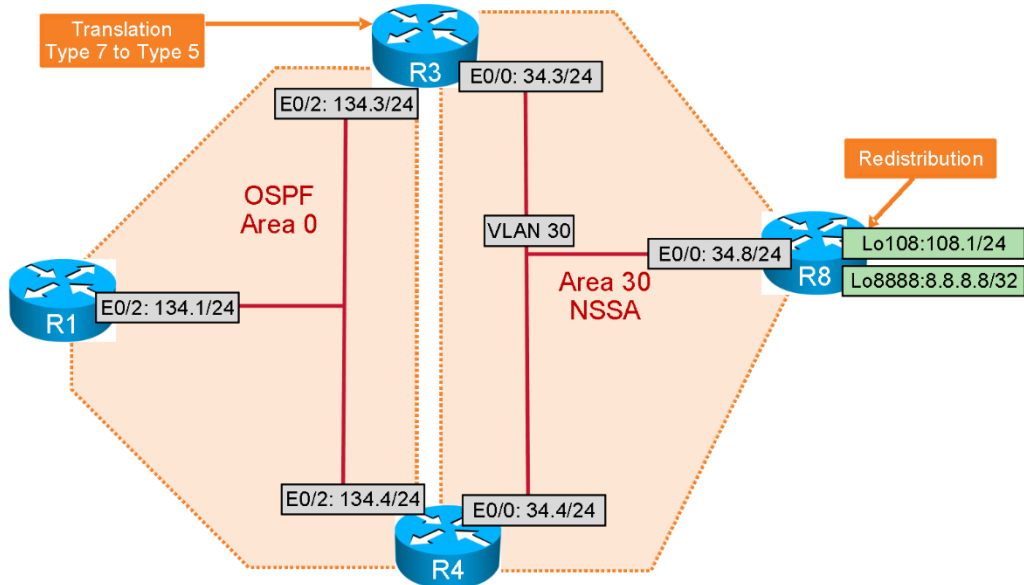 Translation
Type 7 to Type 5
R3
E0/0: 34.3/24
E0/2: 134.3/24
Redistribution
OSPF
Area 0
VLAN 30
Lo108:108.1/24
E0/0: 34.8/24
R8
Lo8888:8.8.8.8/32
Area 30
NSSA
E0/2: 134.1/24
R1
E0/2: 134.4/24
E0/0: 34.4/24
R4